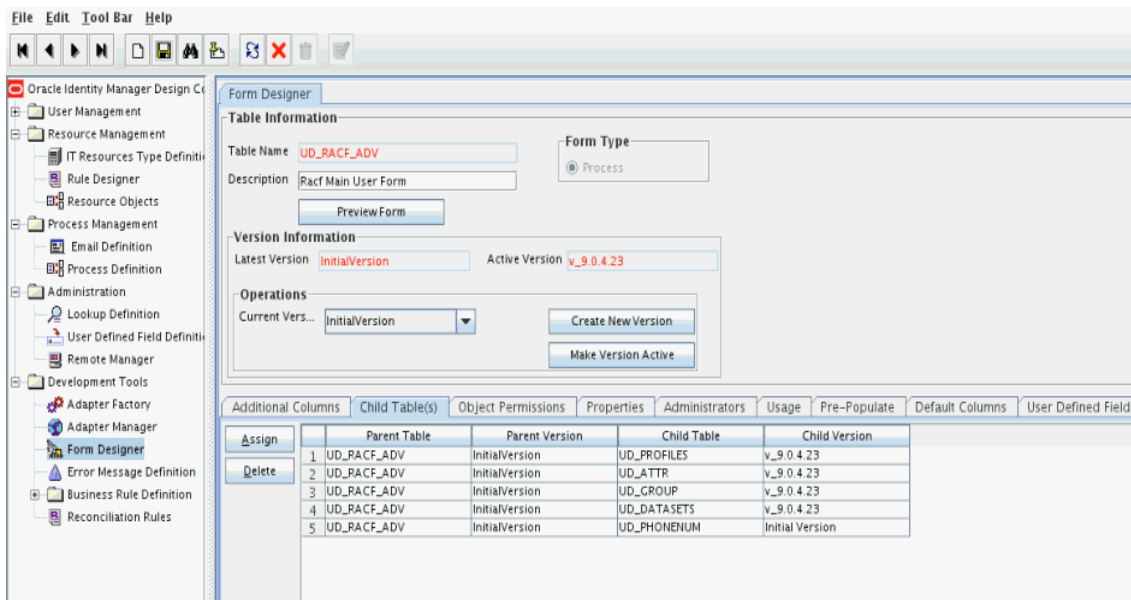 File Edit Tool Bar Help
Oracle Identity Manager Design Co
User Management
Resource Management
IT Resources Type Definiti
Rule Designer
Resource Objects
Process Management
Email Definition
Process Definition
Administration
Lookup Definition
User Defined Field Definiti
Remote Manager
Development Tools
Adapter Factory
Adapter Manager
Form Designer
Error Message Definition
Business Rule Definition
Reconciliation Rules
Form Designer
Table Information
Table Name UD_RACF_ADV
Description Racf Main User Form
Form Type
Process
Preview Form
Version Information
Latest Version InitialVersion Active Version v_9.0.4.23
Operations
Current Vers... InitialVersion Create New Version
Make Version Active
Additional Columns Child Table(s) Object Permissions Properties Administrators Usage Pre-Populate Default Columns User Defined Field
Assign
Delete
Parent Table Parent Version Child Table Child Version
1 UD_RACF_ADV InitialVersion UD_PROFILES v_9.0.4.23
2 UD_RACF_ADV InitialVersion UD_ATTR v_9.0.4.23
3 UD_RACF_ADV InitialVersion UD_GROUP v_9.0.4.23
4 UD_RACF_ADV InitialVersion UD_DATASETS v_9.0.4.23
5 UD_RACF_ADV InitialVersion UD_PHONENUM Initial Version